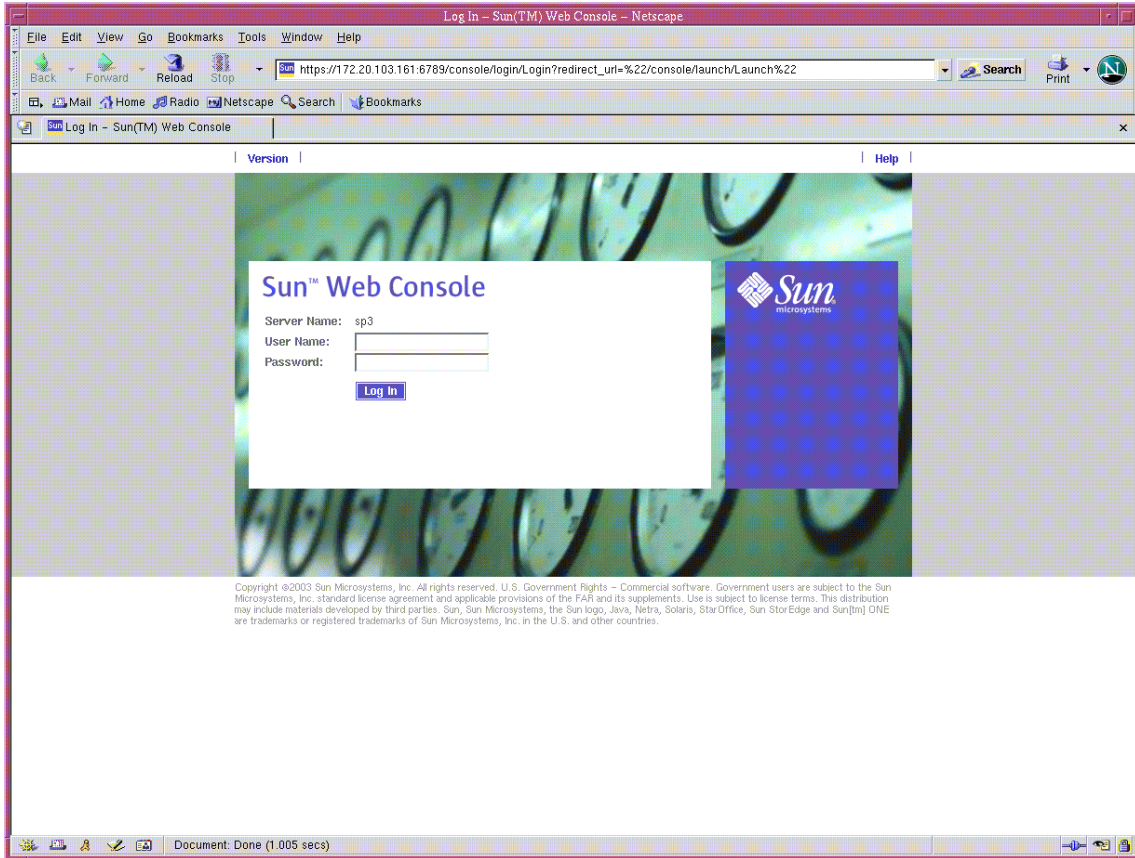 Log In – Sun(TM) Web Console – Netscape
File Edit View Go Bookmarks Tools Window Help
Back Forward Reload Stop Sun https://172.20.103.161:6789/console/login/Login?redirect_url=%22/console/launch/Launch%22 Search Print N
Mail Home Radio Netscape Search Bookmarks
Sun Log In – Sun(TM) Web Console
Version Help
Sun™ Web Console
Sun
microsystems
Server Name: sp3
User Name:
Password:
Log In
Copyright ©2003 Sun Microsystems, Inc. All rights reserved. U.S. Government Rights – Commercial software. Government users are subject to the Sun
Microsystems, Inc. standard license agreement and applicable provisions of the FAR and its supplements. Use is subject to license terms. This distribution
may include materials developed by third parties. Sun, Sun Microsystems, the Sun logo, Java, Netra, Solaris, StarOffice, Sun StorEdge and Sun[tm] ONE
are trademarks or registered trademarks of Sun Microsystems, Inc. in the U.S. and other countries.
Document: Done (1.005 secs)